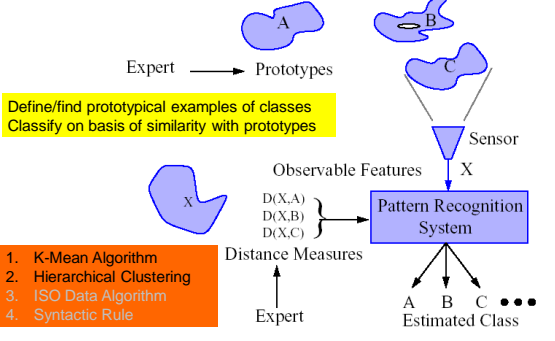 A
B
Expert
Prototypes
C
Define/find prototypical examples of classes
Classify on basis of similarity with prototypes
Sensor
Observable Features
X
X
D(X,A)
D(X,B)
D(X,C)
Pattern Recognition
System
Distance Measures
1. K-Mean Algorithm
2. Hierarchical Clustering
3. ISO Data Algorithm
4. Syntactic Rule
Expert
A B C
Estimated Class